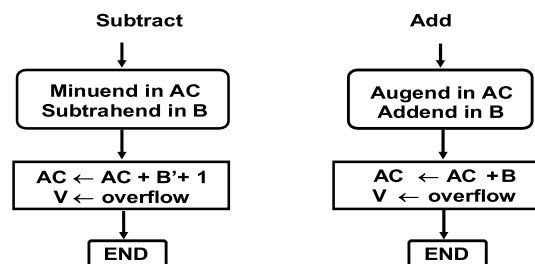 Subtract
Minuend in AC
Subtrahend in B
AC ← AC + B'+ 1
V ← overflow
END
Add
Augend in AC
Addend in B
AC ← AC +B
V ← overflow
END